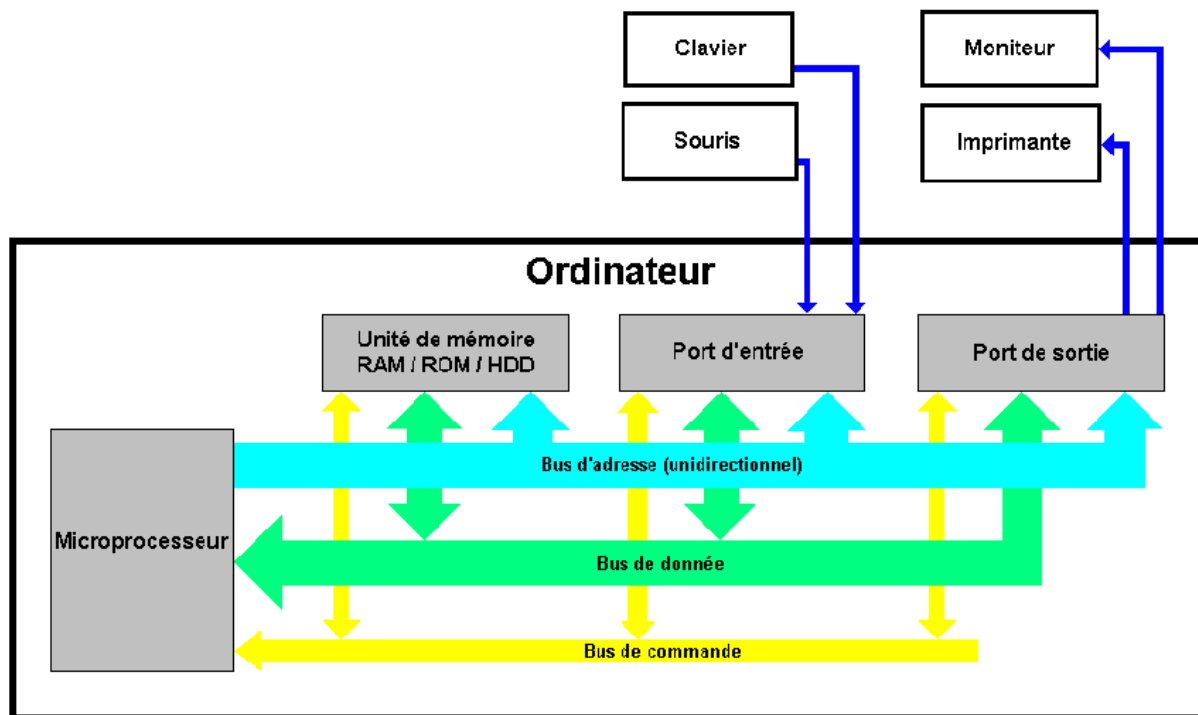 Clavier
Moniteur
Souris
Imprimante
Ordinateur
Unité de mémoire
RAM / ROM / HDD
Port d'entrée
Port de sortie
Bus d'adresse (unidirectionnel)
Microprocesseur
Bus de donnée
Bus de commande